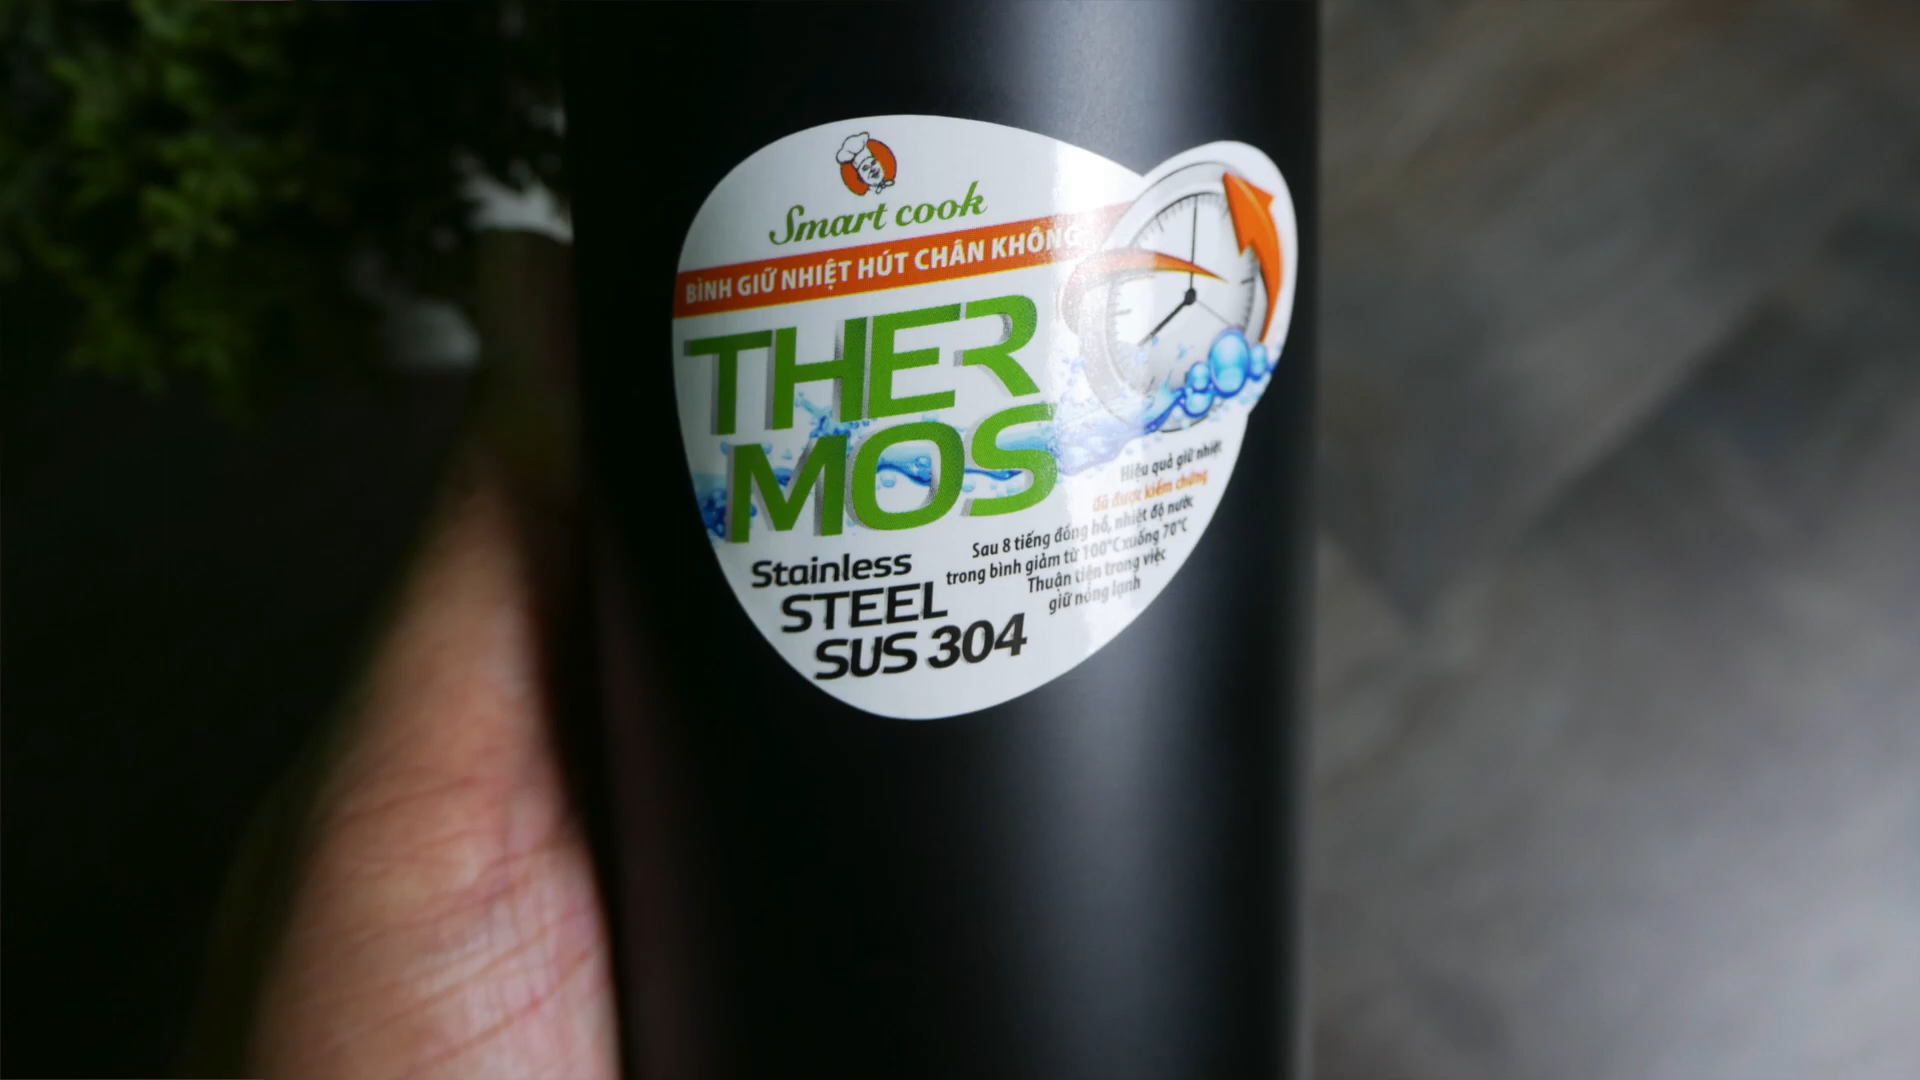 Smart cook
BÌNH GIỮ NHIỆT HÚT CHÂN KHÔNG
THER
MOS
Stainless
STEEL
SUS 304
Hiệu quả giữ nhiệt
đã được kiểm chứng
Sau 8 tiếng đồng hồ, nhiệt độ nước
trong bình giảm từ 100°C xuống 70°C
Thuận tiện trong việc
giữ nóng lạnh